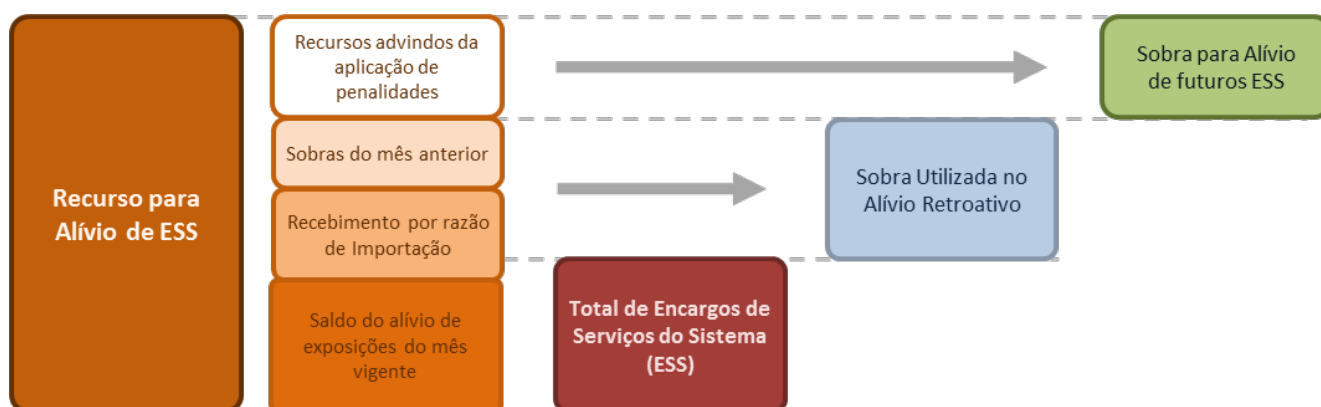 Recurso para
Alívio de ESS
Recursos advindos da
aplicação de
penalidades
Sobras do mês anterior
Recebimento por razão
de Importação
Saldo do alívio de
exposições do mês
vigente
Total de Encargos de
Serviços do Sistema
(ESS)
Sobra Utilizada no
Alívio Retroativo
Sobra para Alívio
de futuros ESS